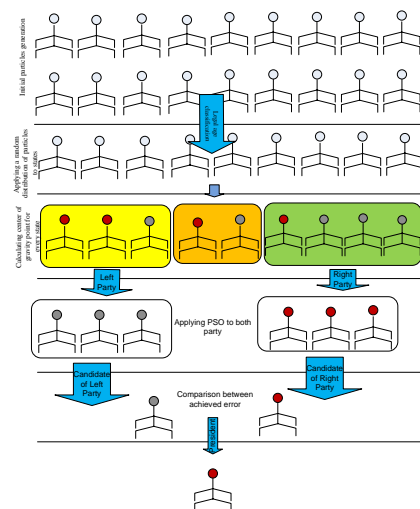 Initial particles generation
Legal age
classification
Applying a random
distribution of particles
to states
Calculating center of
gravity point for
every state
Left
Party
Right
Party
Applying PSO to both
party
Candidate
of Left
Party
Candidate
of Right
Party
Comparison between
achieved error
President